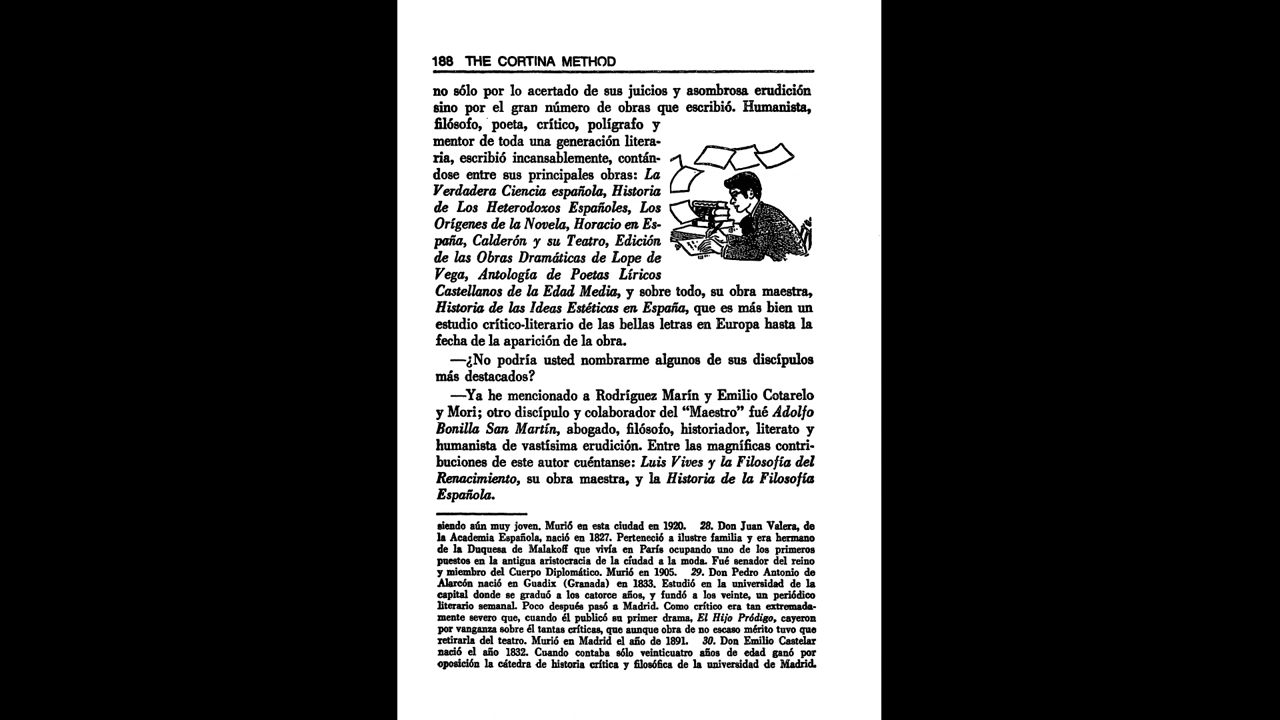 188 THE CORTINA METHOD
no sólo por lo acertado de sus juicios y asombrosa erudición
sino por el gran número de obras que escribió. Humanista,
filósofo, poeta, crítico, polígrafo y
mentor de toda una generación litera-
ria, escribió incansablemente, contán-
dose entre sus principales obras: La
Verdadera Ciencia española, Historia
de Los Heterodoxos Españoles, Los
Orígenes de la Novela, Horacio en Es-
paña, Calderón y su Teatro, Edición
de las Obras Dramáticas de Lope de
Vega, Antología de Poetas Líricos
Castellanos de la Edad Media, y sobre todo, su obra maestra,
Historia de las Ideas Estéticas en España, que es más bien un
estudio crítico-literario de las bellas letras en Europa hasta la
fecha de la aparición de la obra.
—¿No podría usted nombrarme algunos de sus discípulos
más destacados?
—Ya he mencionado a Rodríguez Marín y Emilio Cotarelo
y Mori; otro discípulo y colaborador del “Maestro” fué Adolfo
Bonilla San Martín, abogado, filósofo, historiador, literato y
humanista de vastísima erudición. Entre las magníficas contri-
buciones de este autor cuéntanse: Luis Vives y la Filosofía del
Renacimiento, su obra maestra, y la Historia de la Filosofía
Española.
siendo aún muy joven. Murió en esta ciudad en 1920. 28. Don Juan Valera, de
la Academia Española, nació en 1827. Perteneció a ilustre familia y era hermano
de la Duquesa de Malakoff que vivía en París ocupando uno de los primeros
puestos en la antigua aristocracia de la ciudad a la moda. Fué senador del reino
y miembro del Cuerpo Diplomático. Murió en 1905. 29. Don Pedro Antonio de
Alarcón nació en Guadix (Granada) en 1833. Estudió en la universidad de la
capital donde se graduó a los catorce años, y fundó a los veinte, un periódico
literario semanal. Poco después pasó a Madrid. Como crítico era tan extremada-
mente severo que, cuando él publicó su primer drama, El Hijo Pródigo, cayeron
por vanganza sobre él tantas críticas, que aunque obra de no escaso mérito tuvo que
retirarla del teatro. Murió en Madrid el año de 1891. 30. Don Emilio Castelar
nació el año 1832. Cuando contaba sólo veinticuatro años de edad ganó por
oposición la cátedra de historia crítica y filosófica de la universidad de Madrid.